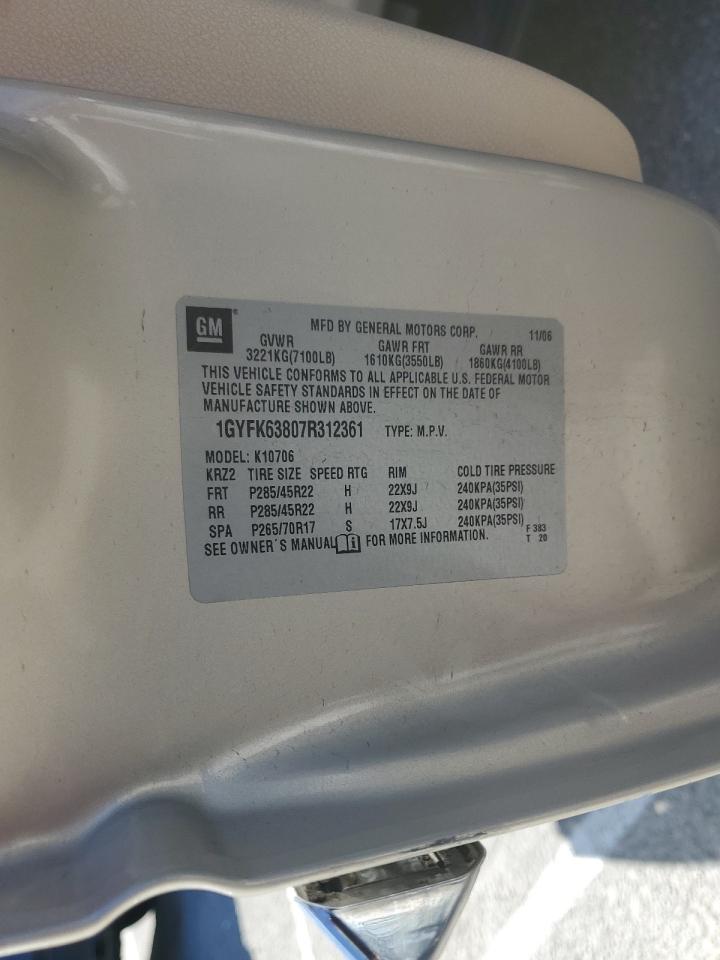 GM ®
MFD BY GENERAL MOTORS CORP. 11/06
GVWR GAWR FRT GAWR RR
3221KG(7100LB) 1610KG(3550LB) 1860KG(4100LB)
THIS VEHICLE CONFORMS TO ALL APPLICABLE U.S. FEDERAL MOTOR
VEHICLE SAFETY STANDARDS IN EFFECT ON THE DATE OF
MANUFACTURE SHOWN ABOVE.
1GYFK63807R312361 TYPE: M.P.V.
MODEL: K10706
KRZ2 TIRE SIZE SPEED RTG RIM COLD TIRE PRESSURE
FRT P285/45R22 H 22X9J 240KPA(35PSI)
RR P285/45R22 H 22X9J 240KPA(35PSI)
SPA P265/70R17 S 17X7.5J 240KPA(35PSI)
SEE OWNER'S MANUAL FOR MORE INFORMATION.
F 383
T 20